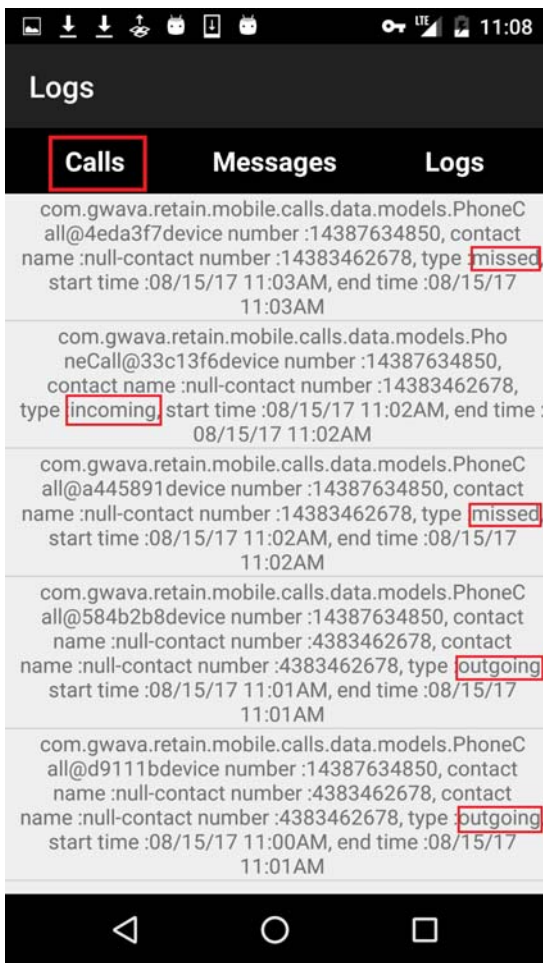 LTE 11:08
Logs
Calls Messages Logs
com.gwava.retain.mobile.calls.data.models.PhoneC
all@4eda3f7device number :14387634850, contact
name :null-contact number :14383462678, type :missed,
start time :08/15/17 11:03AM, end time :08/15/17
11:03AM
com.gwava.retain.mobile.calls.data.models.Pho
neCall@33c13f6device number :14387634850,
contact name :null-contact number :14383462678,
type :incoming, start time :08/15/17 11:02AM, end time :
08/15/17 11:02AM
com.gwava.retain.mobile.calls.data.models.PhoneC
all@a445891device number :14387634850, contact
name :null-contact number :14383462678, type :missed,
start time :08/15/17 11:02AM, end time :08/15/17
11:02AM
com.gwava.retain.mobile.calls.data.models.PhoneC
all@584b2b8device number :14387634850, contact
name :null-contact number :4383462678, contact
name :null-contact number :4383462678, type :outgoing
start time :08/15/17 11:01AM, end time :08/15/17
11:01AM
com.gwava.retain.mobile.calls.data.models.PhoneC
all@d9111bdevice number :14387634850, contact
name :null-contact number :4383462678, contact
name :null-contact number :4383462678, type :outgoing
start time :08/15/17 11:00AM, end time :08/15/17
11:01AM